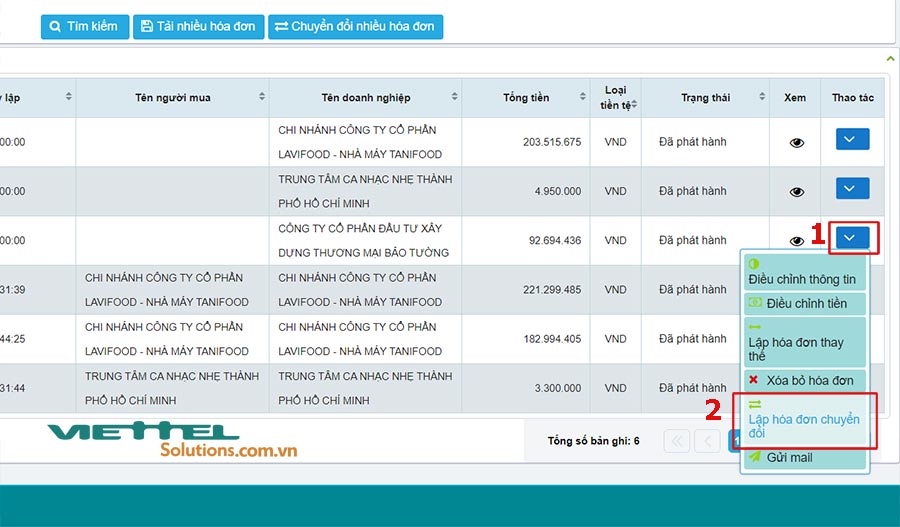 Tìm kiếm
Tải nhiều hóa đơn
Chuyển đổi nhiều hóa đơn
lập
Tên người mua
Tên doanh nghiệp
Tổng tiền
Loại
tiền tệ
Trạng thái
Xem
Thao tác
00:00
CHI NHÁNH CÔNG TY CỔ PHẦN
LAVIFOOD - NHÀ MÁY TANIFOOD
203.515.675
VND
Đã phát hành
00:00
TRUNG TÂM CA NHẠC NHẸ THÀNH
PHỐ HỒ CHÍ MINH
4.950.000
VND
Đã phát hành
00:00
CÔNG TY CỔ PHẦN ĐẦU TƯ XÂY
DỰNG THƯƠNG MẠI BẢO TƯỜNG
92.694.436
VND
Đã phát hành
1
31:39
CHI NHÁNH CÔNG TY CỔ PHẦN
LAVIFOOD - NHÀ MÁY TANIFOOD
CHI NHÁNH CÔNG TY CỔ PHẦN
LAVIFOOD - NHÀ MÁY TANIFOOD
221.299.485
VND
Đã phát hành
44:25
CHI NHÁNH CÔNG TY CỔ PHẦN
LAVIFOOD - NHÀ MÁY TANIFOOD
CHI NHÁNH CÔNG TY CỔ PHẦN
LAVIFOOD - NHÀ MÁY TANIFOOD
182.994.405
VND
Đã phát hành
31:44
TRUNG TÂM CA NHẠC NHẸ THÀNH
PHỐ HỒ CHÍ MINH
TRUNG TÂM CA NHẠC NHẸ THÀNH
PHỐ HỒ CHÍ MINH
3.300.000
VND
Đã phát hành
Điều chỉnh thông tin
Điều chỉnh tiền
Lập hóa đơn thay
thế
Xóa bỏ hóa đơn
2
Lập hóa đơn chuyển
đổi
Gửi mail
VIETTEL
Solutions.com.vn
Tổng số bản ghi: 6